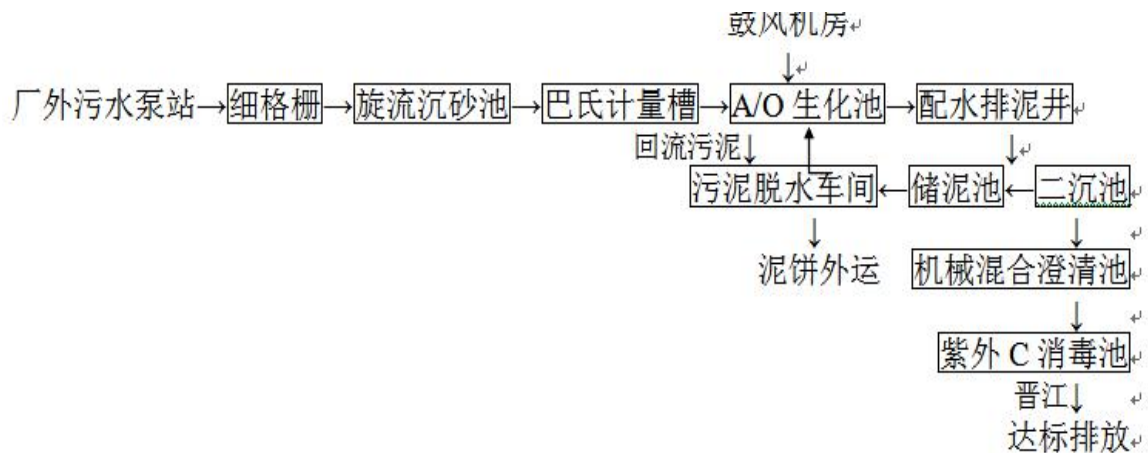 鼓风机房
↓
厂外污水泵站→细格栅→旋流沉砂池→巴氏计量槽→A/O 生化池→配水排泥井
回流污泥↓ ↓
污泥脱水车间←储泥池←二沉池
↓ ↓
泥饼外运 机械混合澄清池
↓
紫外 C 消毒池
晋江↓
达标排放